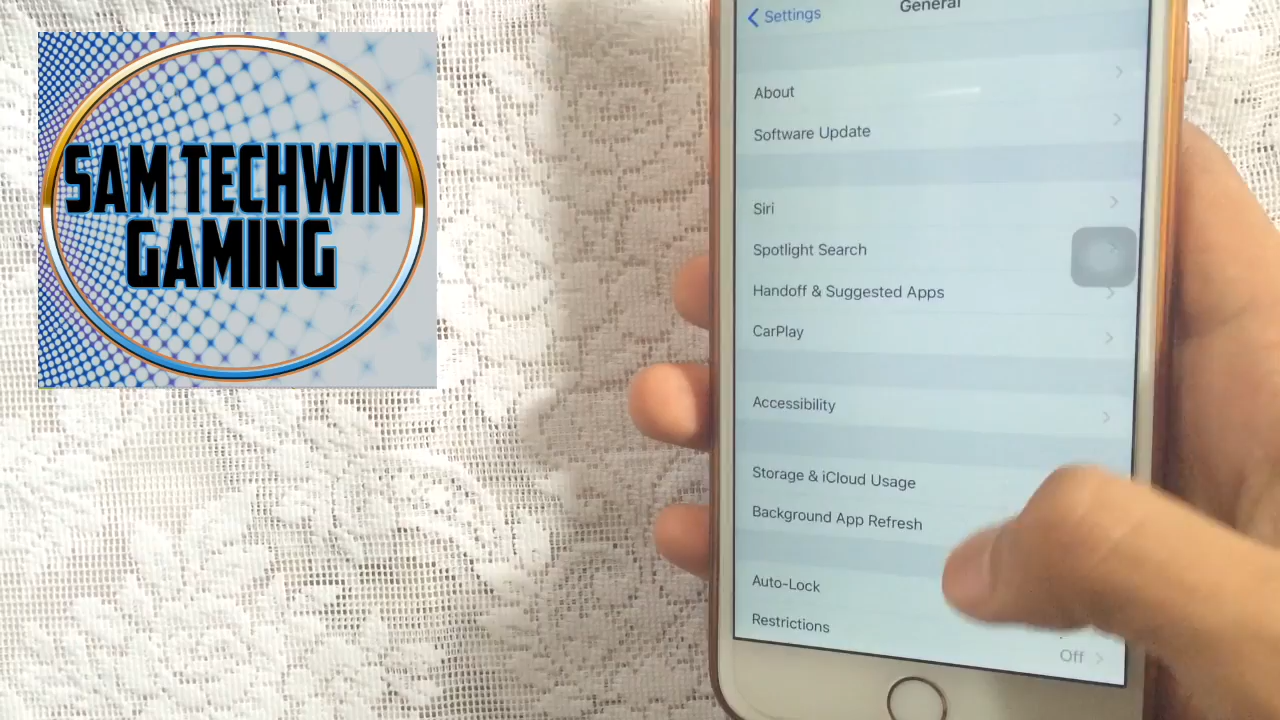 SAM TECHWIN
GAMING
Settings
General
About
Software Update
Siri
Spotlight Search
Handoff & Suggested Apps
CarPlay
Accessibility
Storage & iCloud Usage
Background App Refresh
Auto-Lock
Restrictions
Off